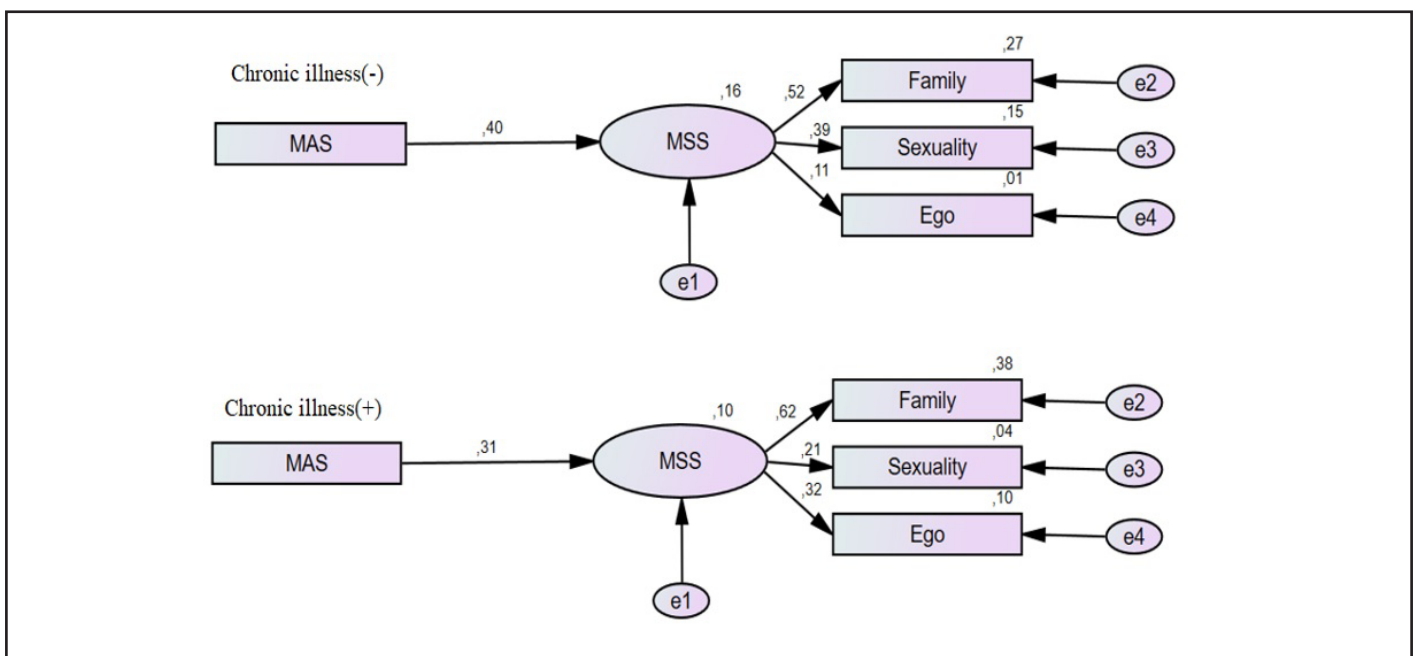 Chronic illness(-)
MAS
,40
,16
MSS
e1
,52
,39
,11
,27
Family
e2
,15
Sexuality
e3
,01
Ego
e4
Chronic illness(+)
MAS
,31
,10
MSS
e1
,62
,21
,32
,38
Family
e2
,04
Sexuality
e3
,10
Ego
e4